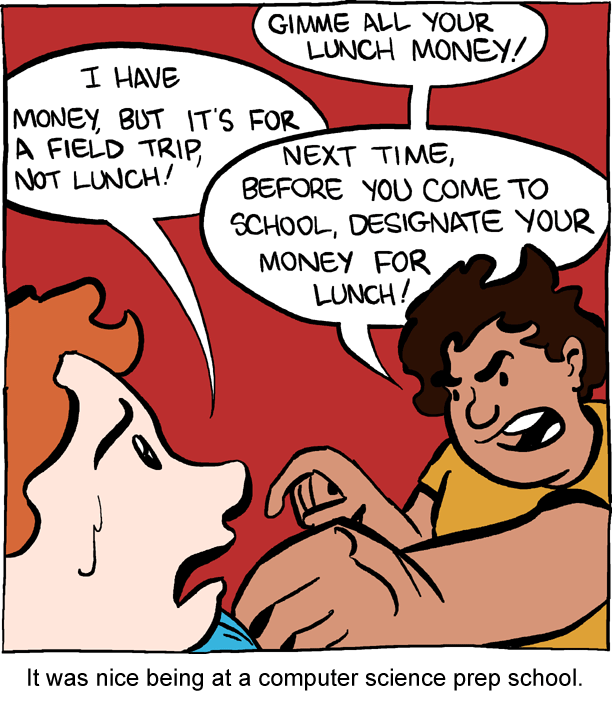 GIMME ALL YOUR
LUNCH MONEY!
I HAVE
MONEY, BUT IT'S FOR
A FIELD TRIP,
NOT LUNCH!
NEXT TIME,
BEFORE YOU COME TO
SCHOOL, DESIGNATE YOUR
MONEY FOR
LUNCH!
It was nice being at a computer science prep school.